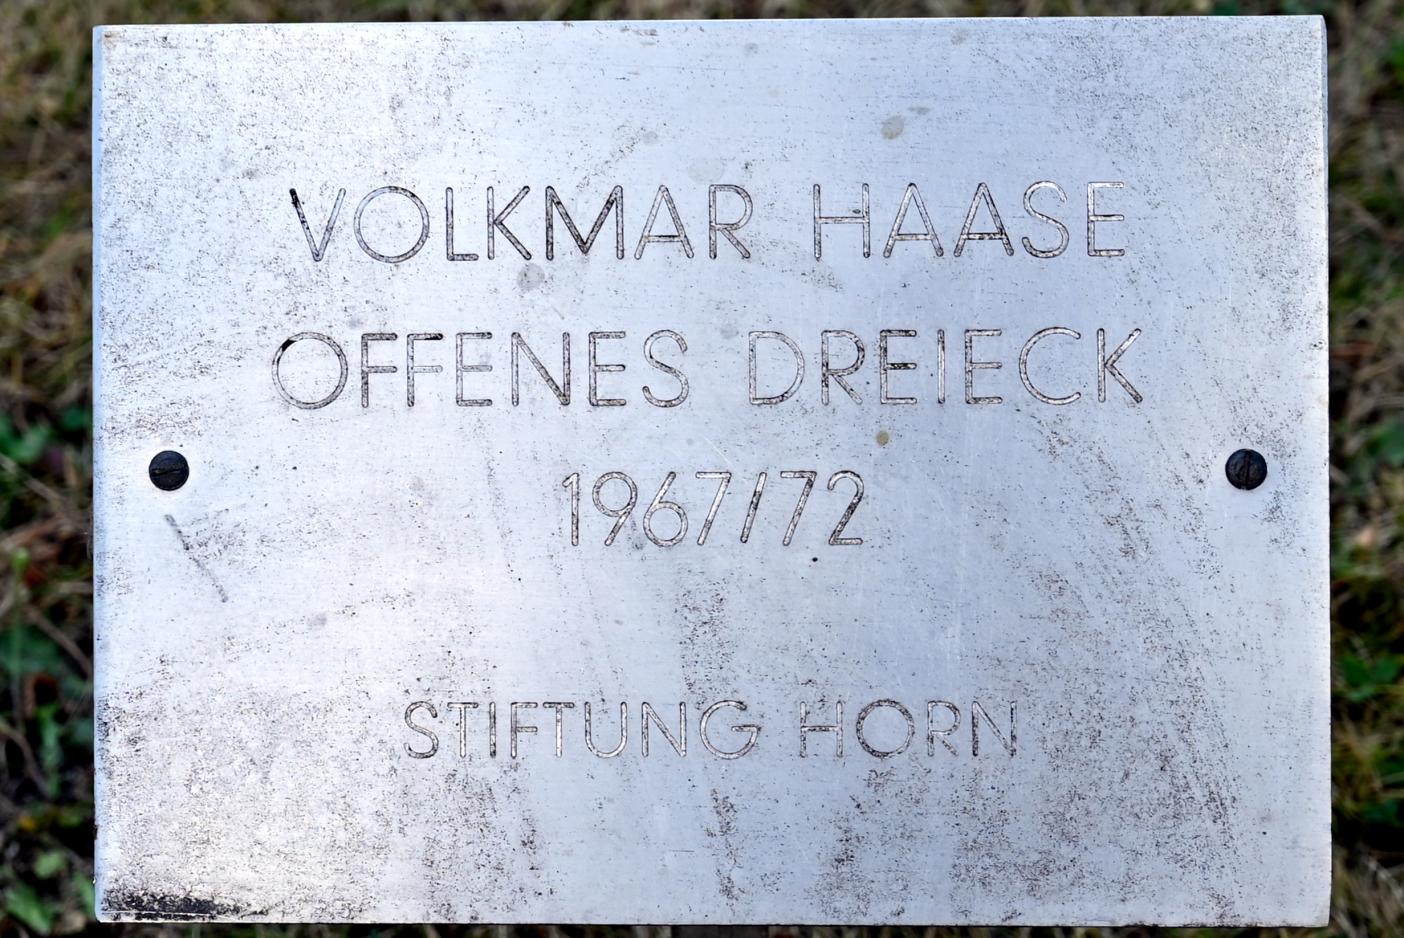 VOLKMAR HAASE
OFFENES DREIECK
1967/72
STIFTUNG HORN